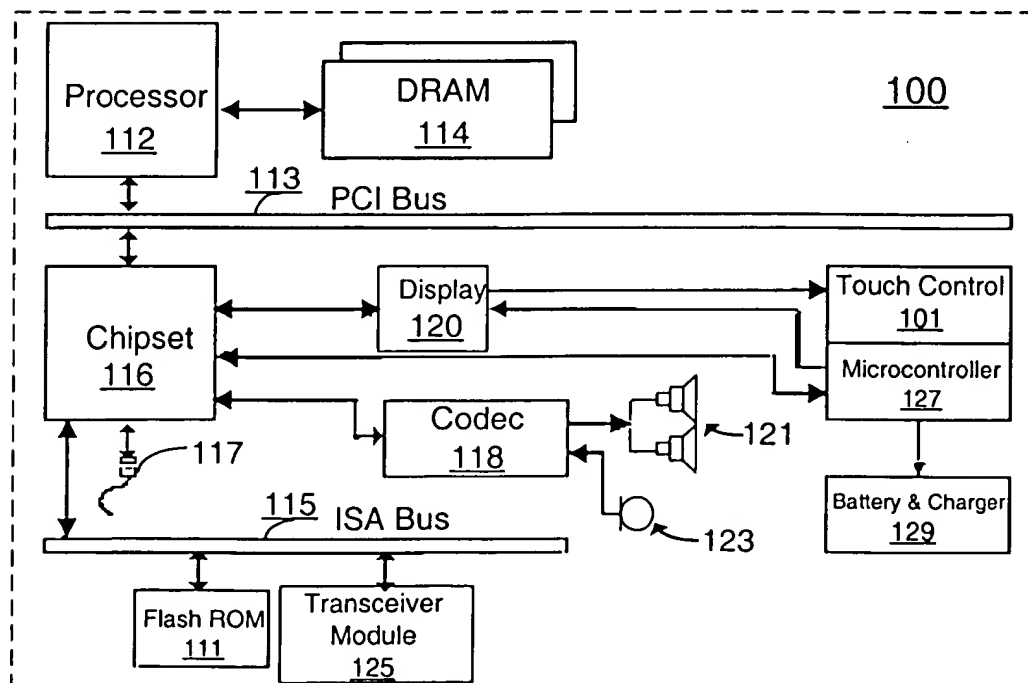 Processor
112
DRAM
114
100
113
PCI Bus
Chipset
116
Display
120
Touch Control
101
Microcontroller
127
Codec
118
121
117
123
Battery & Charger
129
115
ISA Bus
Flash ROM
111
Transceiver
Module
125